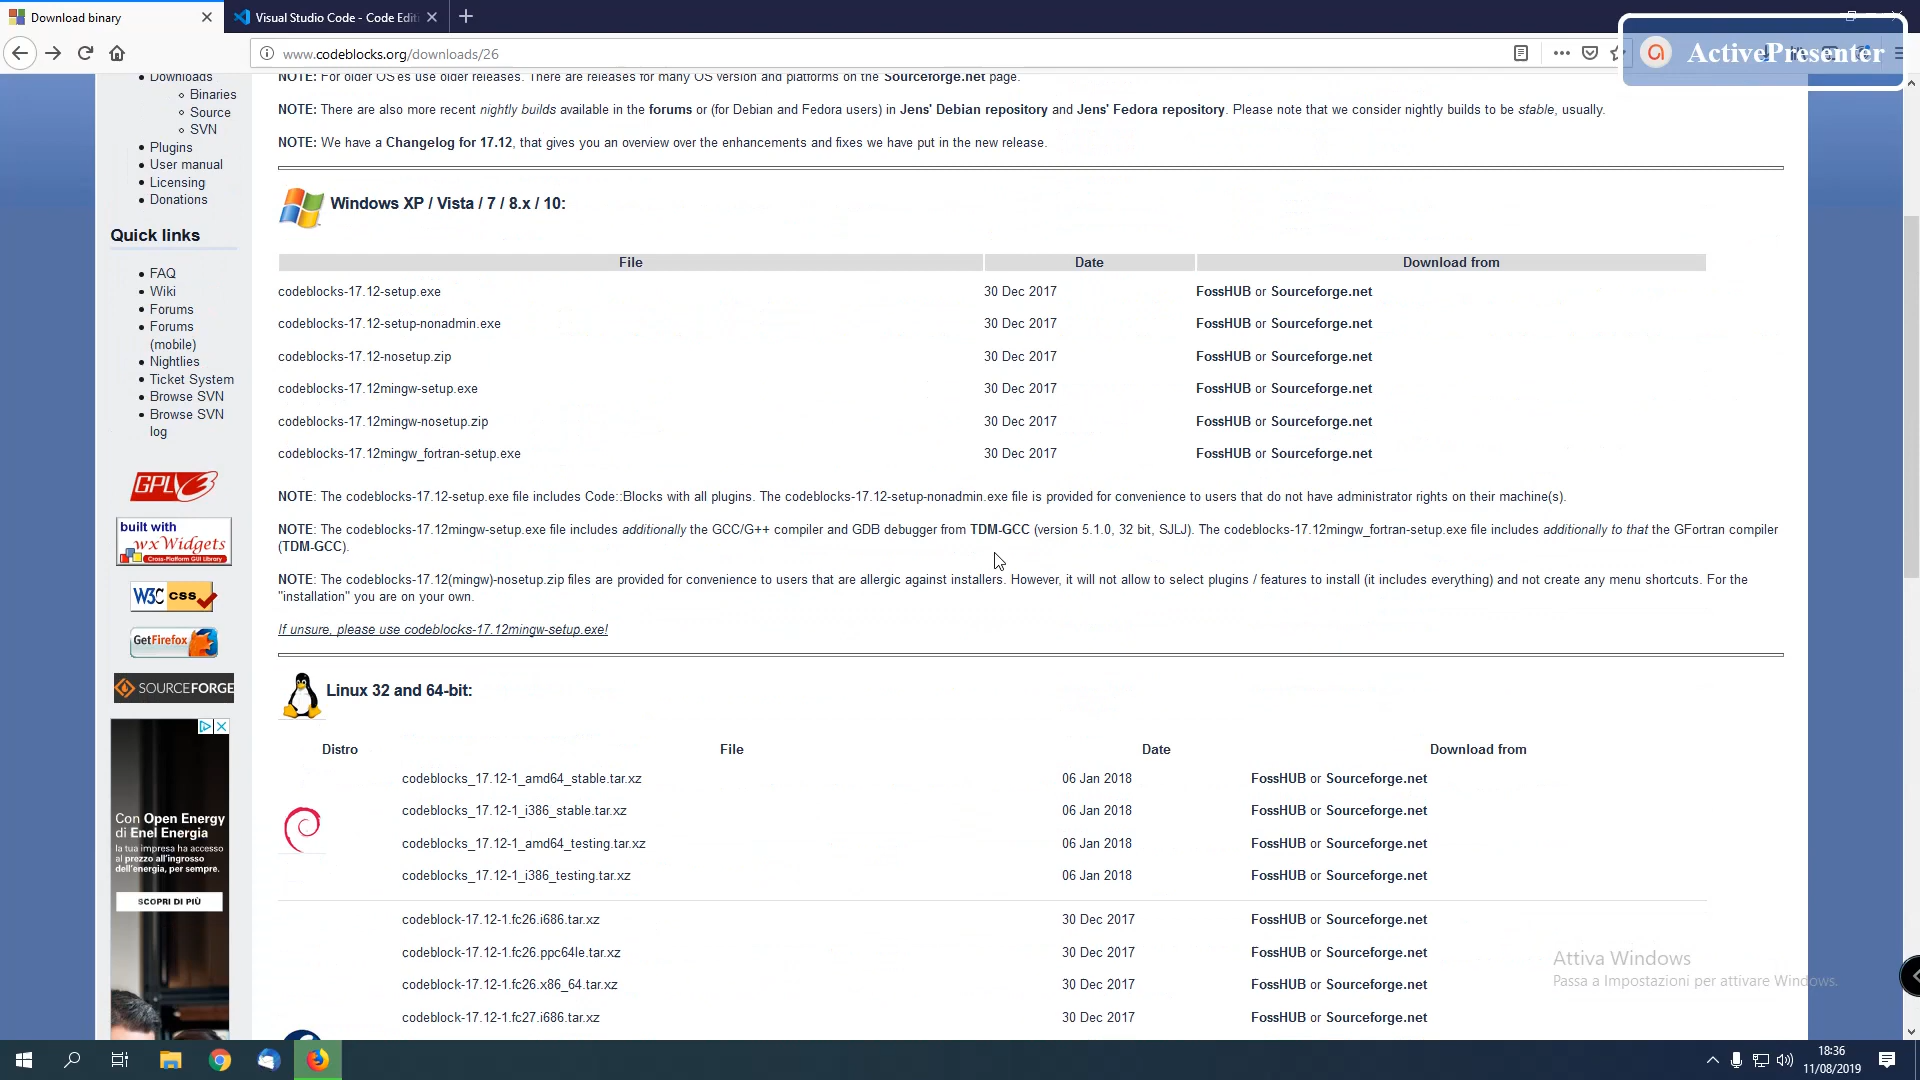 Download binary
Visual Studio Code - Code Edit
www.codeblocks.org/downloads/26
ActivePresenter
Downloads
Binaries
Source
SVN
Plugins
User manual
Licensing
Donations
Quick links
FAQ
Wiki
Forums
Forums
(mobile)
Nightlies
Ticket System
Browse SVN
Browse SVN
log
GPL 3
built with
wxWidgets
Cross-Platform GUI Library
W3C css
Get Firefox
SOURCEFORGE
Con Open Energy
di Enel Energia
la tua impresa ha accesso
al prezzo all'ingrosso
dell'energia, per sempre.
SCOPRI DI PIÙ
NOTE: For older OS'es use older releases. There are releases for many OS version and platforms on the Sourceforge.net page.
NOTE: There are also more recent nightly builds available in the forums or (for Debian and Fedora users) in Jens' Debian repository and Jens' Fedora repository. Please note that we consider nightly builds to be stable, usually.
NOTE: We have a Changelog for 17.12, that gives you an overview over the enhancements and fixes we have put in the new release.
Windows XP / Vista / 7 / 8.x / 10:
File Date Download from
codeblocks-17.12-setup.exe 30 Dec 2017 FossHUB or Sourceforge.net
codeblocks-17.12-setup-nonadmin.exe 30 Dec 2017 FossHUB or Sourceforge.net
codeblocks-17.12-nosetup.zip 30 Dec 2017 FossHUB or Sourceforge.net
codeblocks-17.12mingw-setup.exe 30 Dec 2017 FossHUB or Sourceforge.net
codeblocks-17.12mingw-nosetup.zip 30 Dec 2017 FossHUB or Sourceforge.net
codeblocks-17.12mingw_fortran-setup.exe 30 Dec 2017 FossHUB or Sourceforge.net
NOTE: The codeblocks-17.12-setup.exe file includes Code::Blocks with all plugins. The codeblocks-17.12-setup-nonadmin.exe file is provided for convenience to users that do not have administrator rights on their machine(s).
NOTE: The codeblocks-17.12mingw-setup.exe file includes additionally the GCC/G++ compiler and GDB debugger from TDM-GCC (version 5.1.0, 32 bit, SJLJ). The codeblocks-17.12mingw_fortran-setup.exe file includes additionally to that the GFortran compiler
(TDM-GCC).
NOTE: The codeblocks-17.12(mingw)-nosetup.zip files are provided for convenience to users that are allergic against installers. However, it will not allow to select plugins / features to install (it includes everything) and not create any menu shortcuts. For the
"installation" you are on your own.
If unsure, please use codeblocks-17.12mingw-setup.exe!
Linux 32 and 64-bit:
Distro File Date Download from
codeblocks_17.12-1_amd64_stable.tar.xz 06 Jan 2018 FossHUB or Sourceforge.net
codeblocks_17.12-1_i386_stable.tar.xz 06 Jan 2018 FossHUB or Sourceforge.net
codeblocks_17.12-1_amd64_testing.tar.xz 06 Jan 2018 FossHUB or Sourceforge.net
codeblocks_17.12-1_i386_testing.tar.xz 06 Jan 2018 FossHUB or Sourceforge.net
codeblock-17.12-1.fc26.i686.tar.xz 30 Dec 2017 FossHUB or Sourceforge.net
codeblock-17.12-1.fc26.ppc64le.tar.xz 30 Dec 2017 FossHUB or Sourceforge.net
codeblock-17.12-1.fc26.x86_64.tar.xz 30 Dec 2017 FossHUB or Sourceforge.net
codeblock-17.12-1.fc27.i686.tar.xz 30 Dec 2017 FossHUB or Sourceforge.net
Attiva Windows
Passa a Impostazioni per attivare Windows.
18:36
11/08/2019